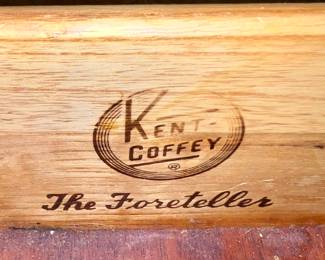 KENT-
COFFEY
®
The Foreteller